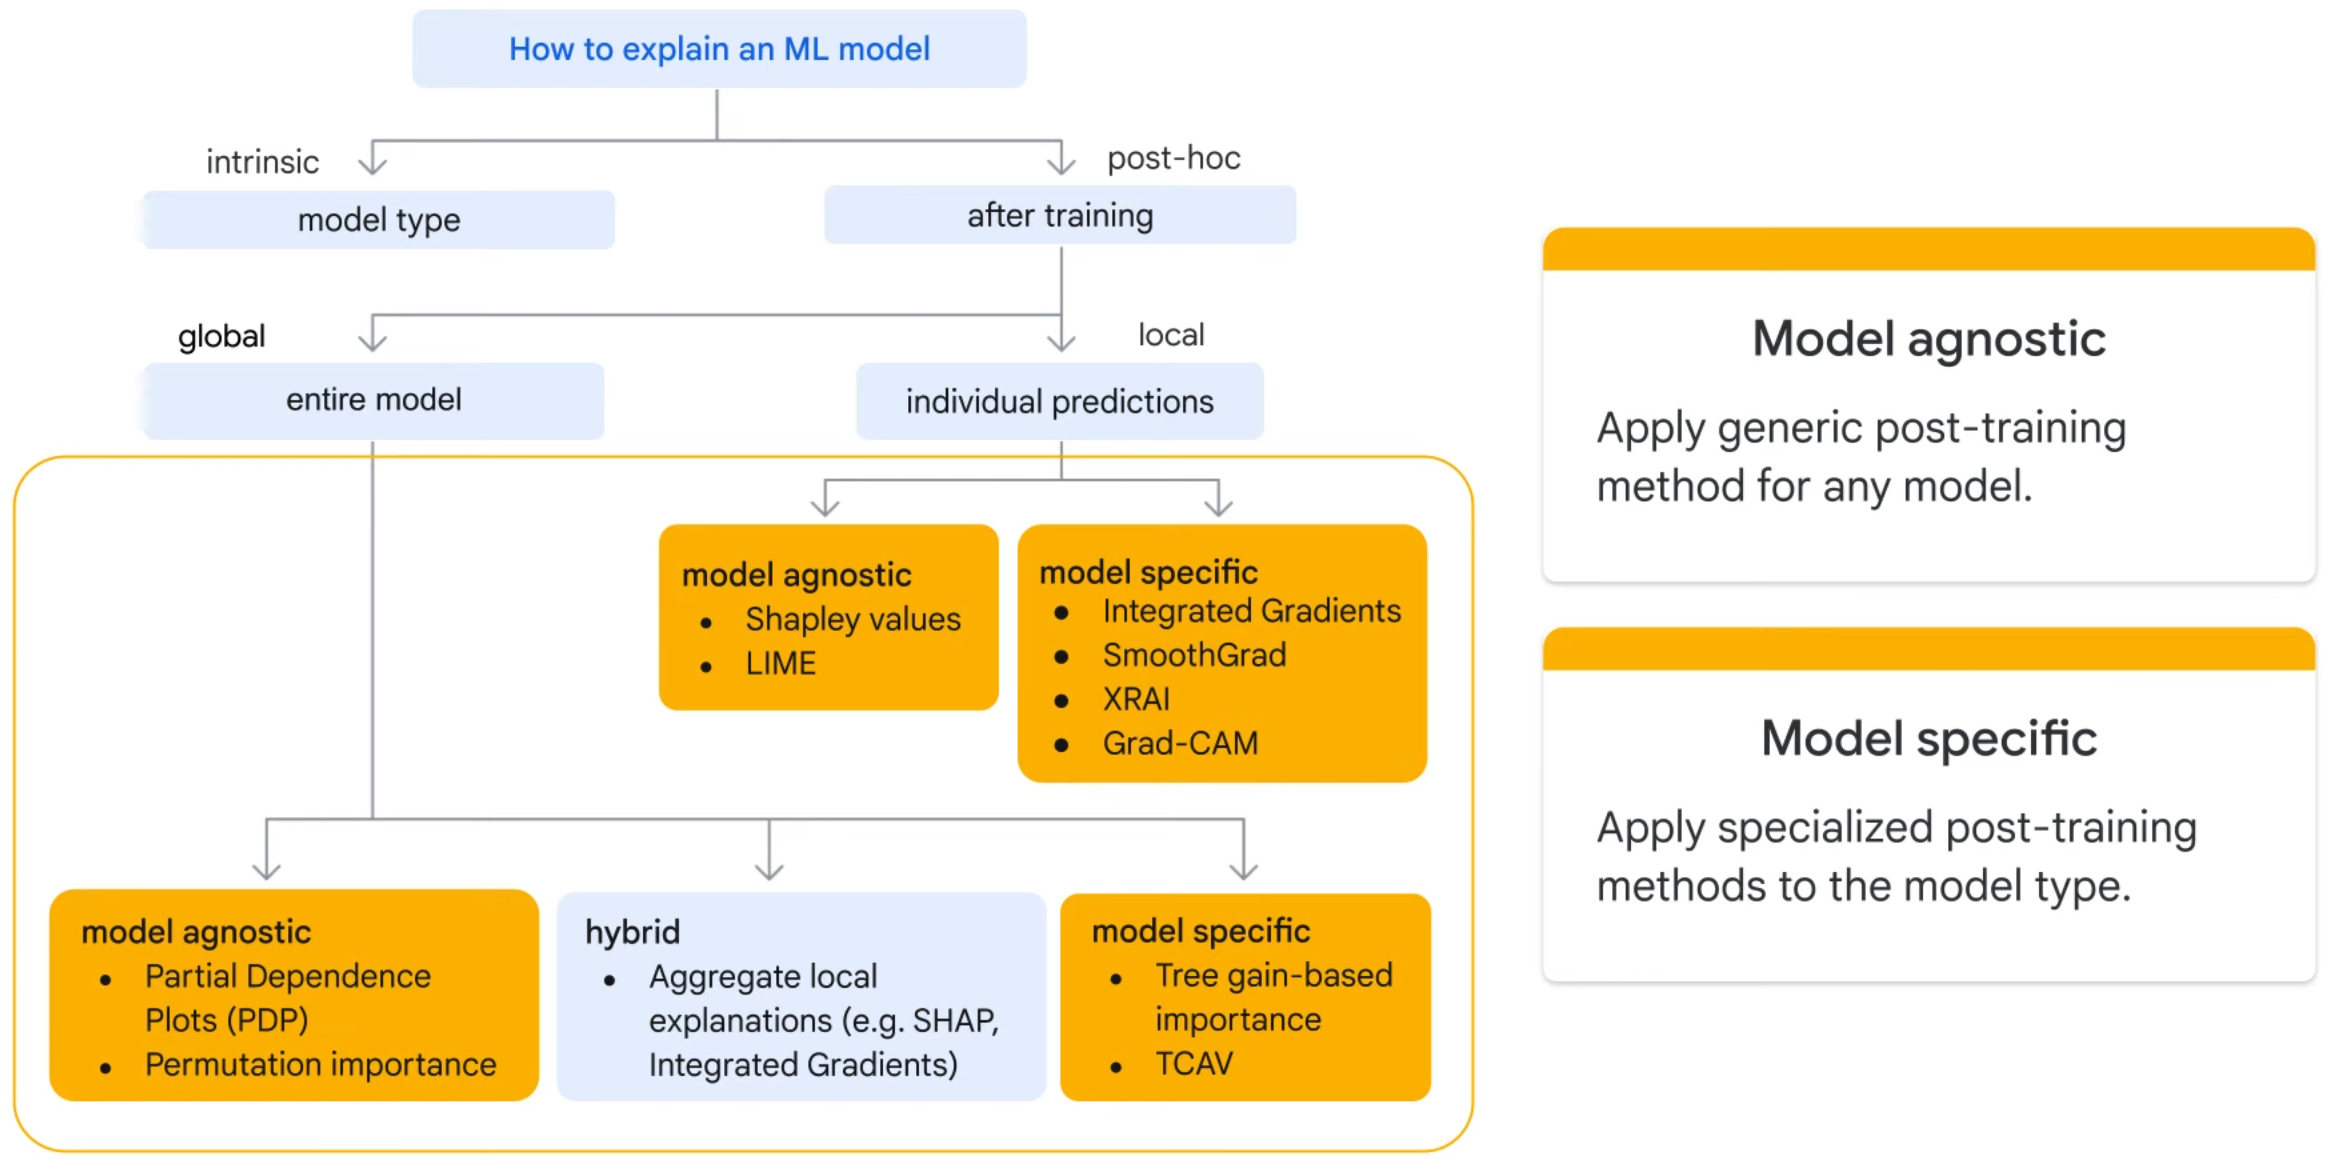 How to explain an ML model
intrinsic
post-hoc
model type
after training
global
local
entire model
individual predictions
model agnostic
• Shapley values
• LIME
model specific
• Integrated Gradients
• SmoothGrad
• XRAI
• Grad-CAM
model agnostic
• Partial Dependence
Plots (PDP)
• Permutation importance
hybrid
• Aggregate local
explanations (e.g. SHAP,
Integrated Gradients)
model specific
• Tree gain-based
importance
• TCAV
Model agnostic
Apply generic post-training
method for any model.
Model specific
Apply specialized post-training
methods to the model type.